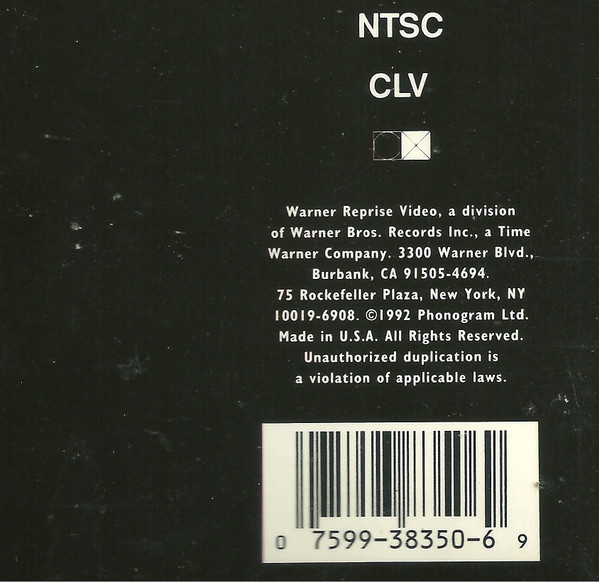 NTSC
CLV
Warner Reprise Video, a division
of Warner Bros. Records Inc., a Time
Warner Company. 3300 Warner Blvd.,
Burbank, CA 91505-4694.
75 Rockefeller Plaza, New York, NY
10019-6908. ©1992 Phonogram Ltd.
Made in U.S.A. All Rights Reserved.
Unauthorized duplication is
a violation of applicable laws.
0 7599-38350-6 9